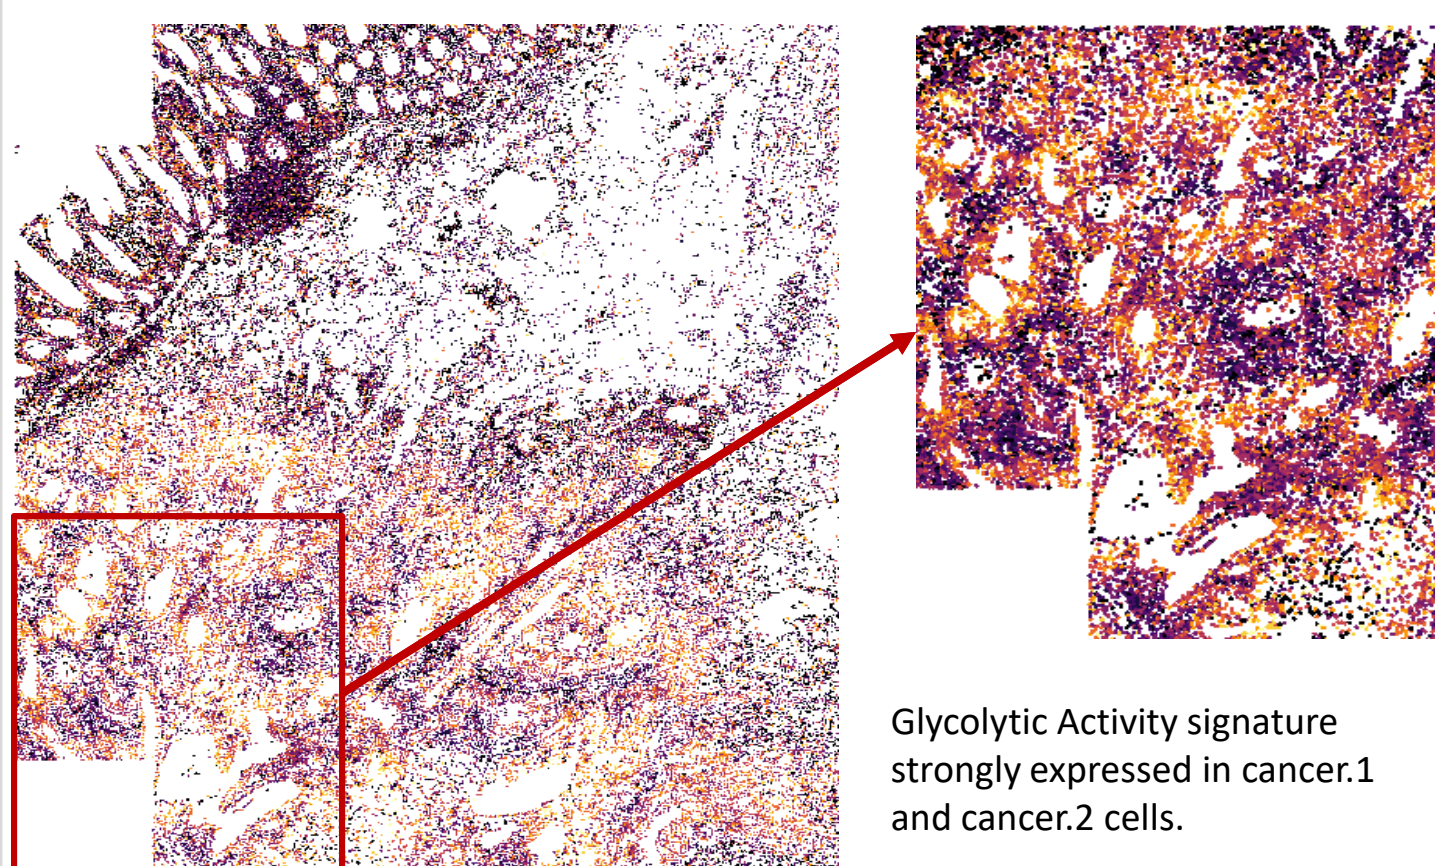 Glycolytic Activity signature
strongly expressed in cancer.1
and cancer.2 cells.